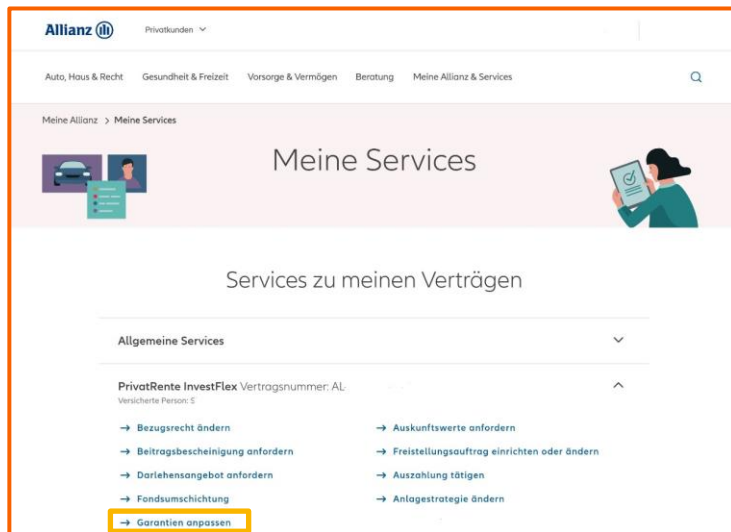 Allianz
Privatkunden
Auto, Haus & Recht Gesundheit & Freizeit Vorsorge & Vermögen Beratung Meine Allianz & Services
Meine Allianz > Meine Services
Meine Services
Services zu meinen Verträgen
Allgemeine Services
PrivatRente InvestFlex Vertragsnummer: AL-
Versicherte Person: S
→ Bezugsrecht ändern
→ Beitragsbescheinigung anfordern
→ Darlehensangebot anfordern
→ Fondsumschichtung
→ Garantien anpassen
→ Auskunftswerte anfordern
→ Freistellungsauftrag einrichten oder ändern
→ Auszahlung tätigen
→ Anlagestrategie ändern